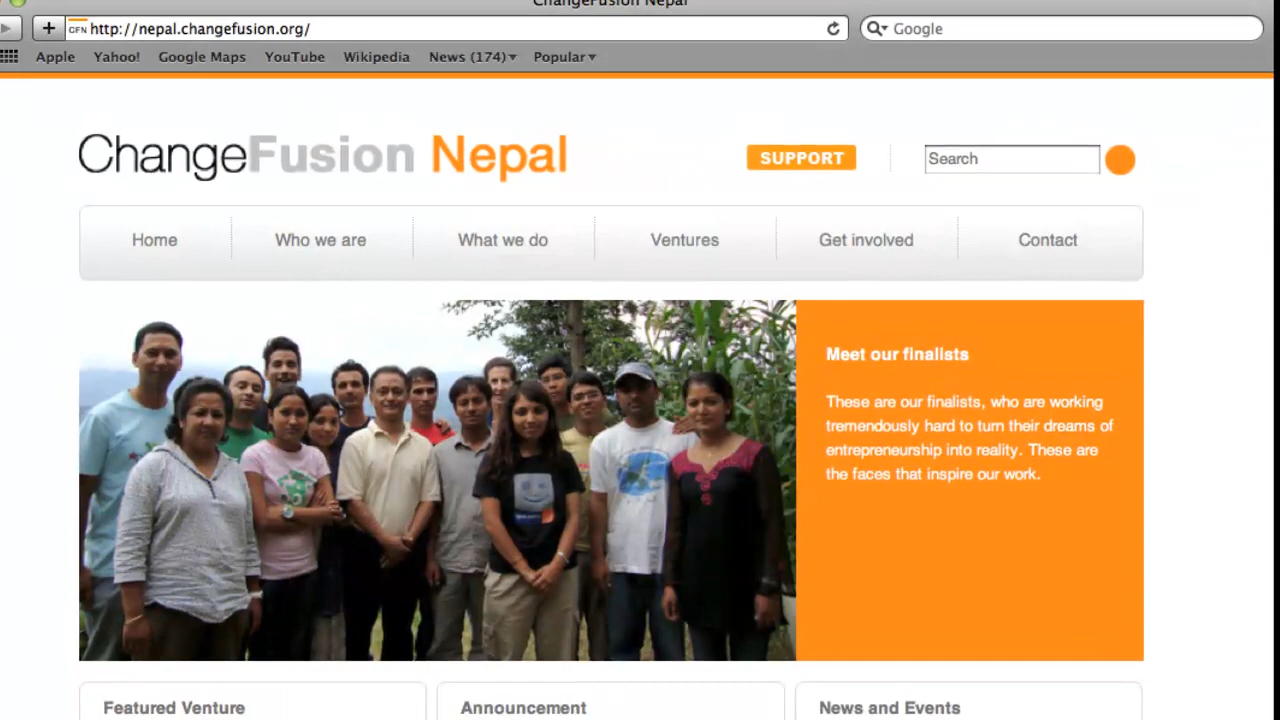 ChangeFusion Nepal
CFN http://nepal.changefusion.org/
Google
Apple Yahoo! Google Maps YouTube Wikipedia News (174) Popular
ChangeFusion Nepal
SUPPORT
Search
Home Who we are What we do Ventures Get involved Contact
Meet our finalists
These are our finalists, who are working
tremendously hard to turn their dreams of
entrepreneurship into reality. These are
the faces that inspire our work.
Featured Venture Announcement News and Events